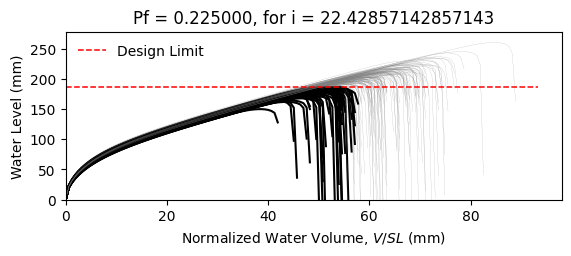 Pf = 0.225000, for i = 22.42857142857143
Water Level (mm)
250
200
150
100
50
0
Design Limit
0 20 40 60 80
Normalized Water Volume, V/SL (mm)